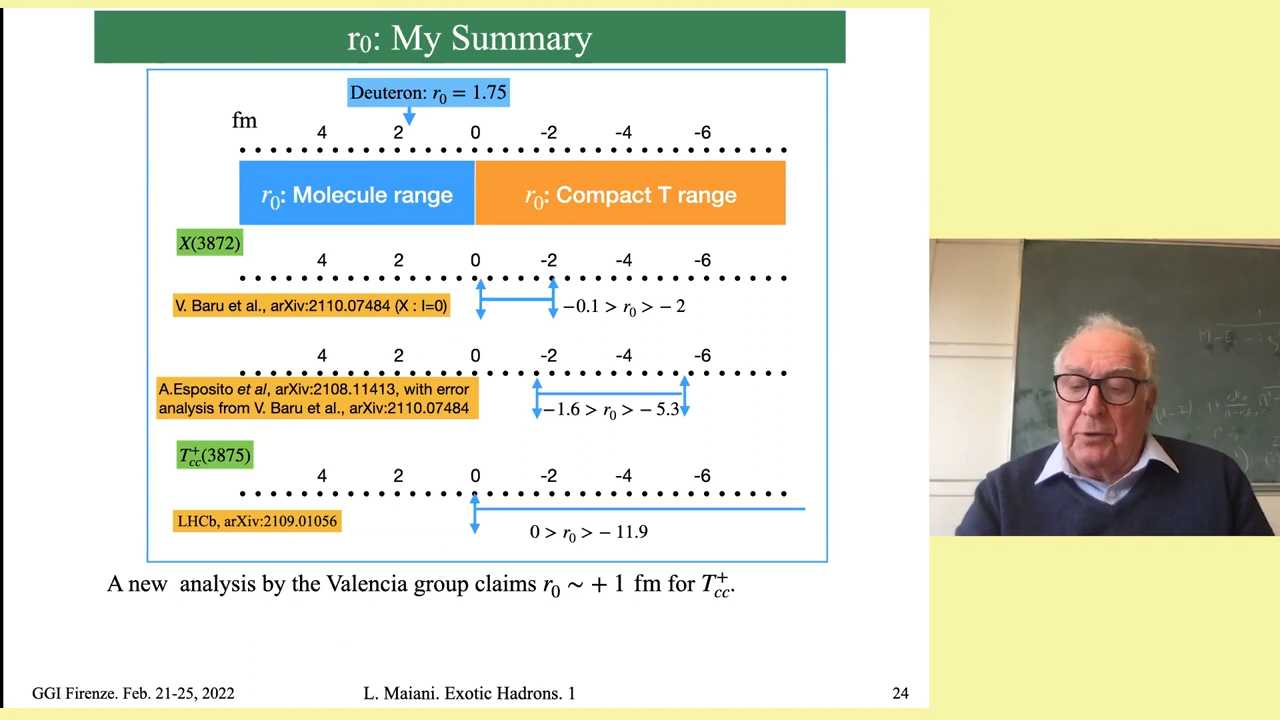 r₀: My Summary
Deuteron: r₀ = 1.75
fm
4 2 0 -2 -4 -6
r₀: Molecule range r₀: Compact T range
X(3872)
4 2 0 -2 -4 -6
V. Baru et al., arXiv:2110.07484 (X : I=0)
−0.1 > r₀ > − 2
4 2 0 -2 -4 -6
A.Esposito et al, arXiv:2108.11413, with error
analysis from V. Baru et al., arXiv:2110.07484
−1.6 > r₀ > − 5.3
T⁺cc(3875)
4 2 0 -2 -4 -6
LHCb, arXiv:2109.01056
0 > r₀ > − 11.9
A new analysis by the Valencia group claims r₀ ∼ + 1 fm for T⁺cc.
GGI Firenze. Feb. 21-25, 2022 L. Maiani. Exotic Hadrons. 1 24